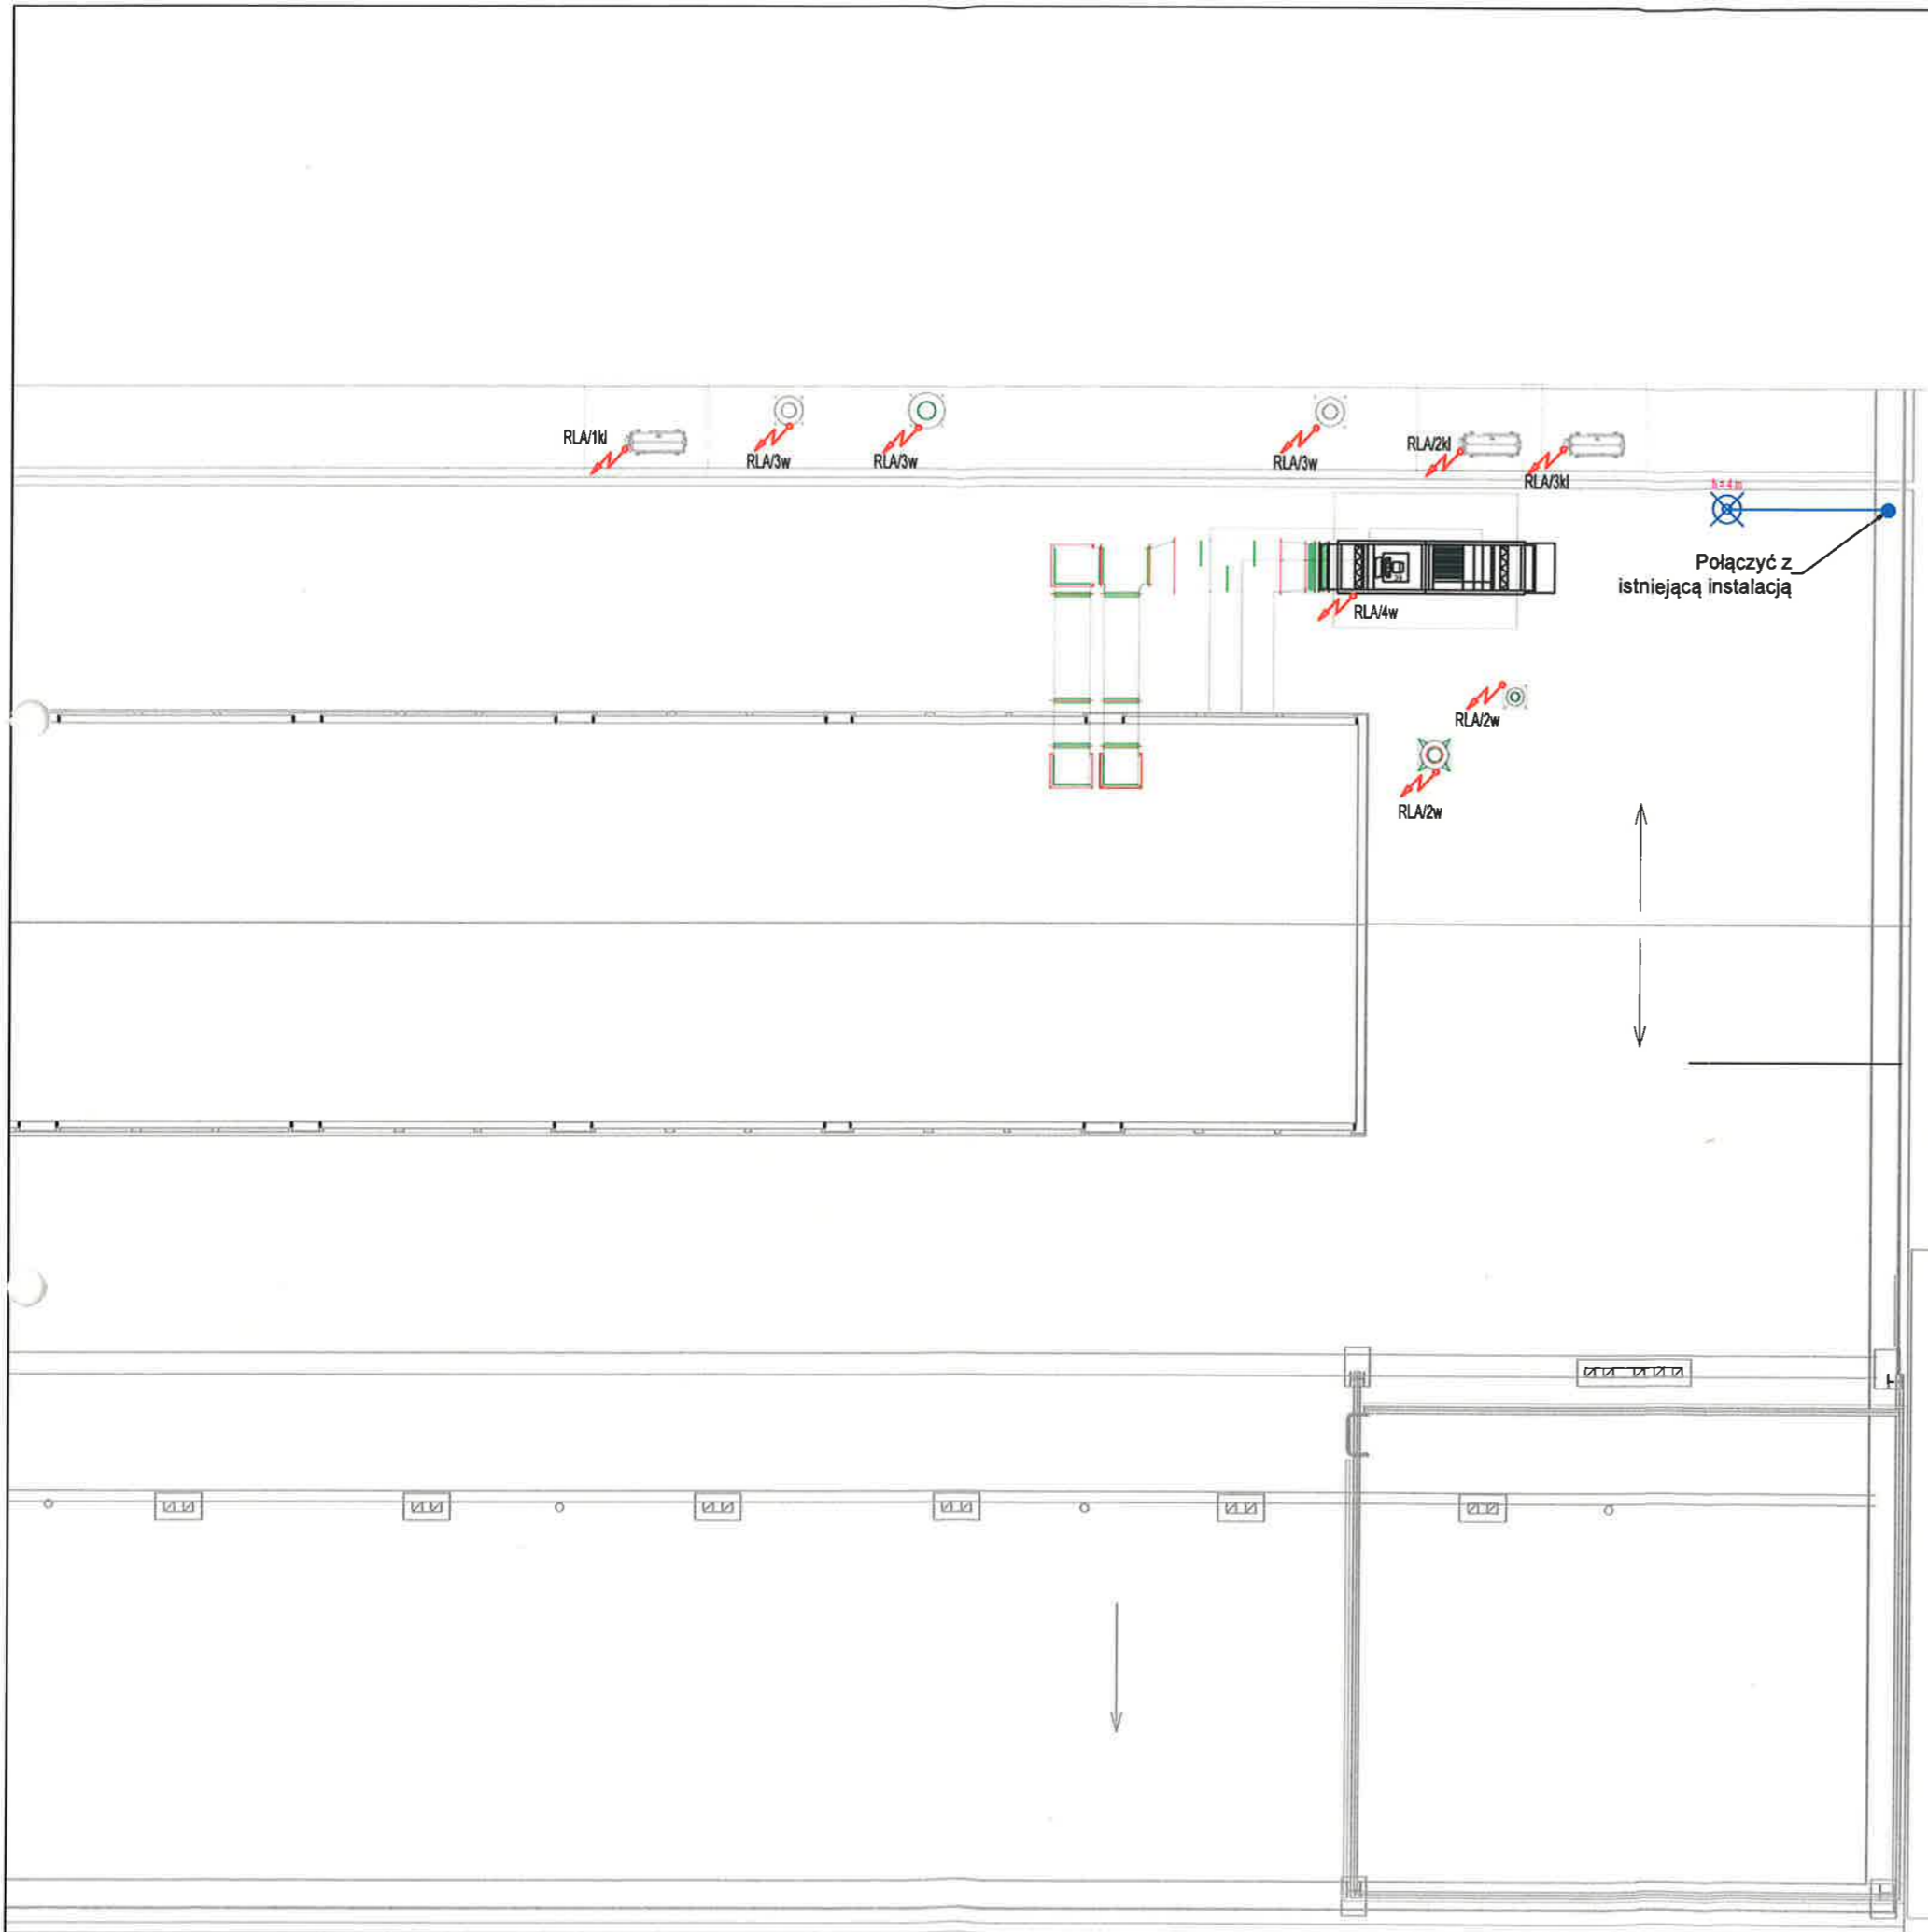 RLA/1kl
RLA/3w
RLA/3w
RLA/3w
RLA/2kl
RLA/3kl
h=4m
Połączyć z
istniejącą instalacją
RLA/4w
RLA/2w
RLA/2w